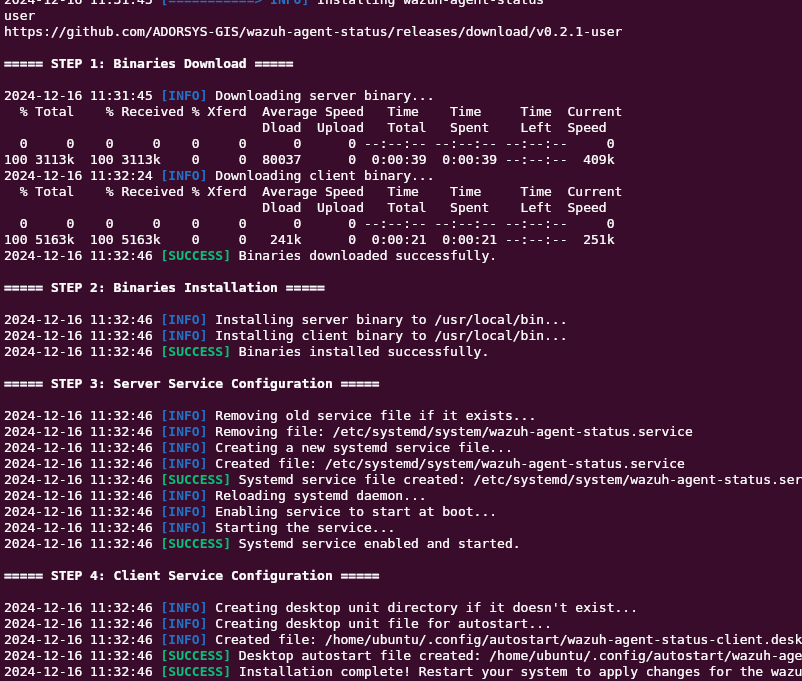 2024-12-16 11:31:45 [===========> INFO] Installing wazuh-agent-status
user
https://github.com/ADORSYS-GIS/wazuh-agent-status/releases/download/v0.2.1-user
===== STEP 1: Binaries Download =====
2024-12-16 11:31:45 [INFO] Downloading server binary...
  % Total    % Received % Xferd  Average Speed   Time    Time     Time  Current
                                 Dload  Upload   Total   Spent    Left  Speed
  0     0    0     0    0     0      0      0 --:--:-- --:--:-- --:--:--     0
100 3113k  100 3113k    0     0  80037      0  0:00:39  0:00:39 --:--:--  409k
2024-12-16 11:32:24 [INFO] Downloading client binary...
  % Total    % Received % Xferd  Average Speed   Time    Time     Time  Current
                                 Dload  Upload   Total   Spent    Left  Speed
  0     0    0     0    0     0      0      0 --:--:-- --:--:-- --:--:--     0
100 5163k  100 5163k    0     0   241k      0  0:00:21  0:00:21 --:--:--  251k
2024-12-16 11:32:46 [SUCCESS] Binaries downloaded successfully.
===== STEP 2: Binaries Installation =====
2024-12-16 11:32:46 [INFO] Installing server binary to /usr/local/bin...
2024-12-16 11:32:46 [INFO] Installing client binary to /usr/local/bin...
2024-12-16 11:32:46 [SUCCESS] Binaries installed successfully.
===== STEP 3: Server Service Configuration =====
2024-12-16 11:32:46 [INFO] Removing old service file if it exists...
2024-12-16 11:32:46 [INFO] Removing file: /etc/systemd/system/wazuh-agent-status.service
2024-12-16 11:32:46 [INFO] Creating a new systemd service file...
2024-12-16 11:32:46 [INFO] Created file: /etc/systemd/system/wazuh-agent-status.service
2024-12-16 11:32:46 [SUCCESS] Systemd service file created: /etc/systemd/system/wazuh-agent-status.ser
2024-12-16 11:32:46 [INFO] Reloading systemd daemon...
2024-12-16 11:32:46 [INFO] Enabling service to start at boot...
2024-12-16 11:32:46 [INFO] Starting the service...
2024-12-16 11:32:46 [SUCCESS] Systemd service enabled and started.
===== STEP 4: Client Service Configuration =====
2024-12-16 11:32:46 [INFO] Creating desktop unit directory if it doesn't exist...
2024-12-16 11:32:46 [INFO] Creating desktop unit file for autostart...
2024-12-16 11:32:46 [INFO] Created file: /home/ubuntu/.config/autostart/wazuh-agent-status-client.desk
2024-12-16 11:32:46 [SUCCESS] Desktop autostart file created: /home/ubuntu/.config/autostart/wazuh-age
2024-12-16 11:32:46 [SUCCESS] Installation complete! Restart your system to apply changes for the wazu